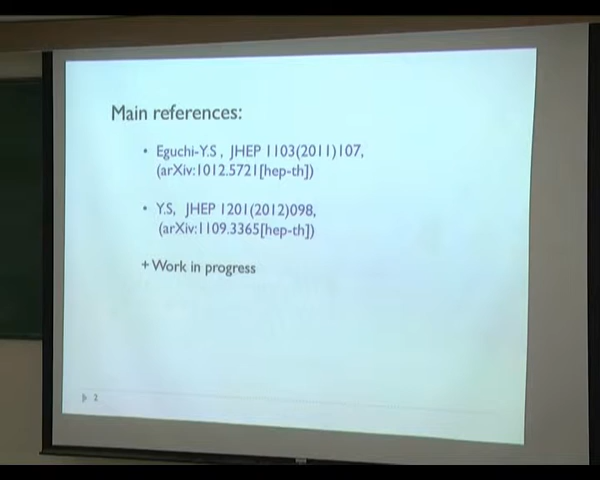 Main references:
• Eguchi-Y.S , JHEP 1103(2011)107,
(arXiv:1012.5721[hep-th])
• Y.S, JHEP 1201(2012)098,
(arXiv:1109.3365[hep-th])
+ Work in progress
2